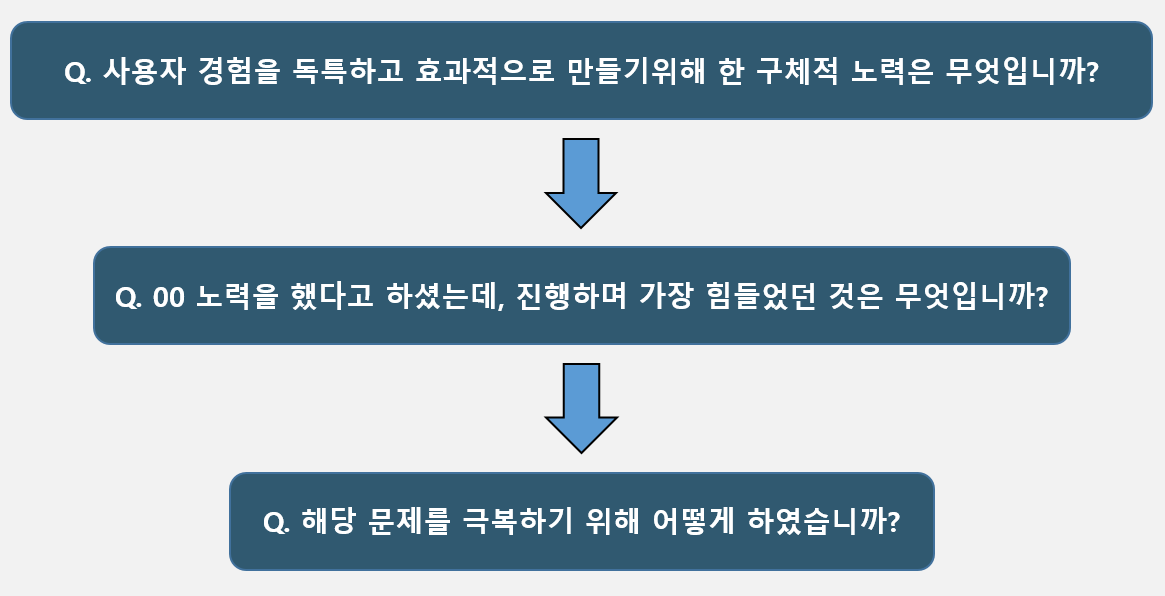 Q. 사용자 경험을 독특하고 효과적으로 만들기위해 한 구체적 노력은 무엇입니까?
Q. 00 노력을 했다고 하셨는데, 진행하며 가장 힘들었던 것은 무엇입니까?
Q. 해당 문제를 극복하기 위해 어떻게 하였습니까?